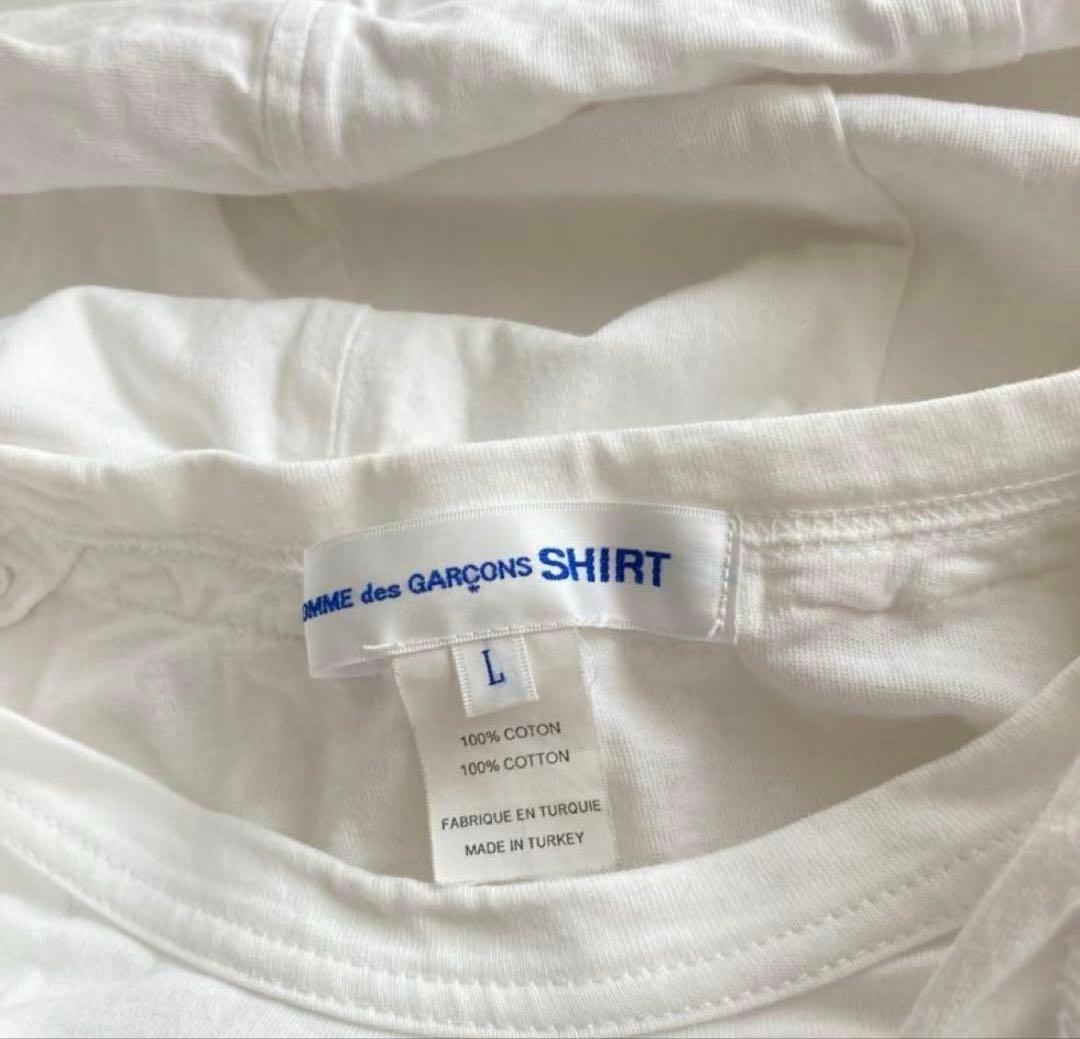 OMME des GARÇONS SHIRT
L
100% COTON
100% COTTON
FABRIQUE EN TURQUIE
MADE IN TURKEY